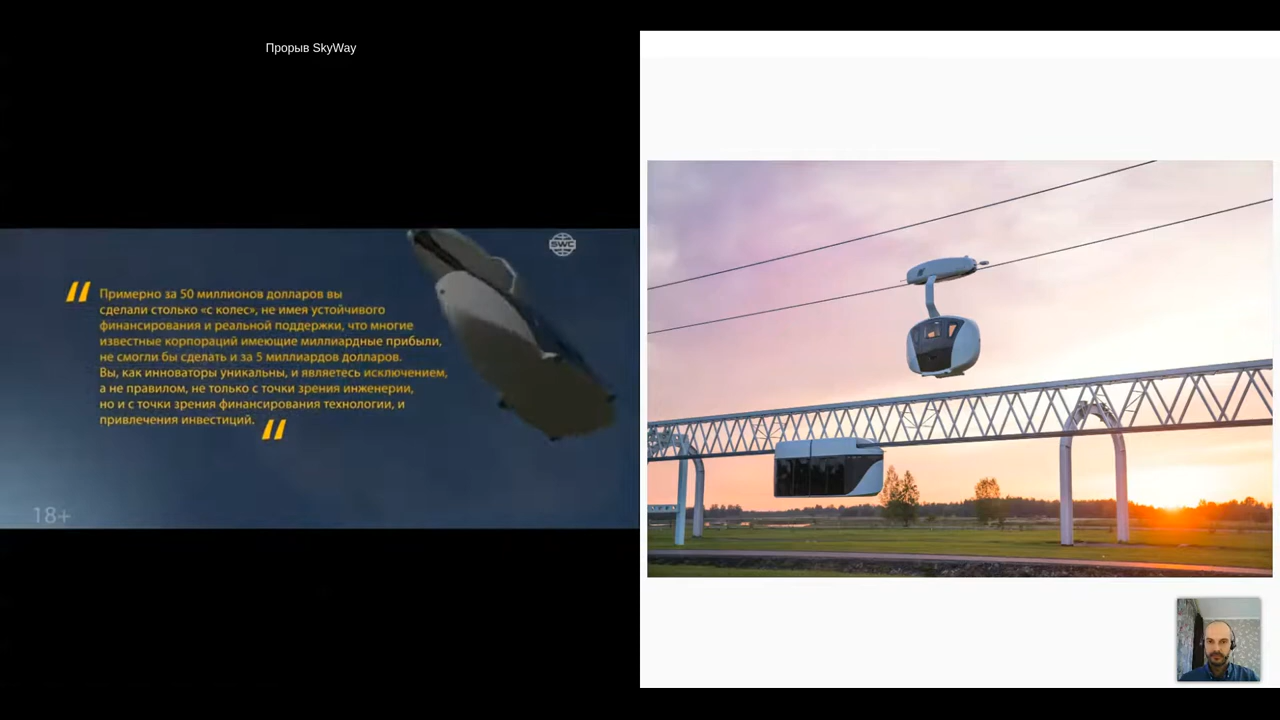 Прорыв SkyWay
SWC
Примерно за 50 миллионов долларов вы
сделали столько «с колес», не имея устойчивого
финансирования и реальной поддержки, что многие
известные корпораций имеющие миллиардные прибыли,
не смогли бы сделать и за 5 миллиардов долларов.
Вы, как инноваторы уникальны, и являетесь исключением,
а не правилом, не только с точки зрения инженерии,
но и с точки зрения финансирования технологии, и
привлечения инвестиций.
18+